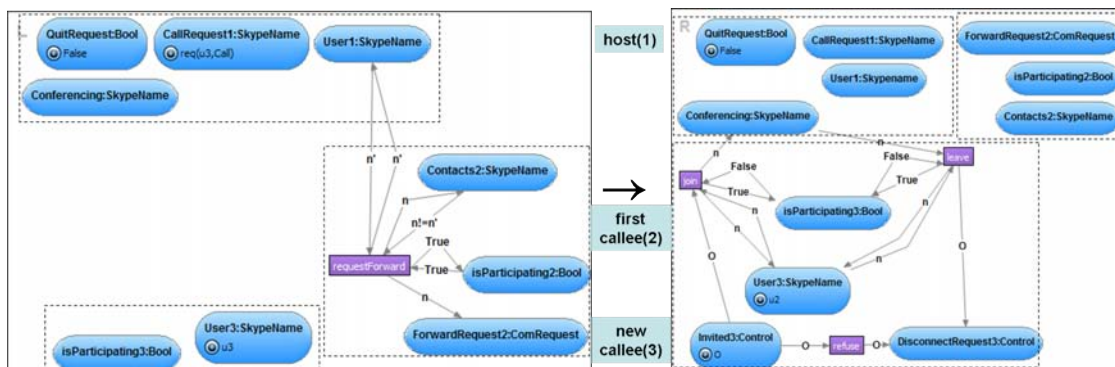 L
QuitRequest:Bool
False
CallRequest1:SkypeName
req(u3,Call)
User1:SkypeName
Conferencing:SkypeName
n'
n'
Contacts2:SkypeName
n
n!=n'
True
requestForward
True
isParticipating2:Bool
n
ForwardRequest2:ComRequest
User3:SkypeName
u3
isParticipating3:Bool
host(1)
→
first
callee(2)
new
callee(3)
R
QuitRequest:Bool
False
CallRequest1:SkypeName
User1:Skypename
Conferencing:SkypeName
ForwardRequest2:ComRequest
isParticipating2:Bool
Contacts2:SkypeName
n
n
False
leave
join
False
True
True
isParticipating3:Bool
n
n
n
n
O
User3:SkypeName
u2
O
Invited3:Control
O
O
refuse
O
DisconnectRequest3:Control